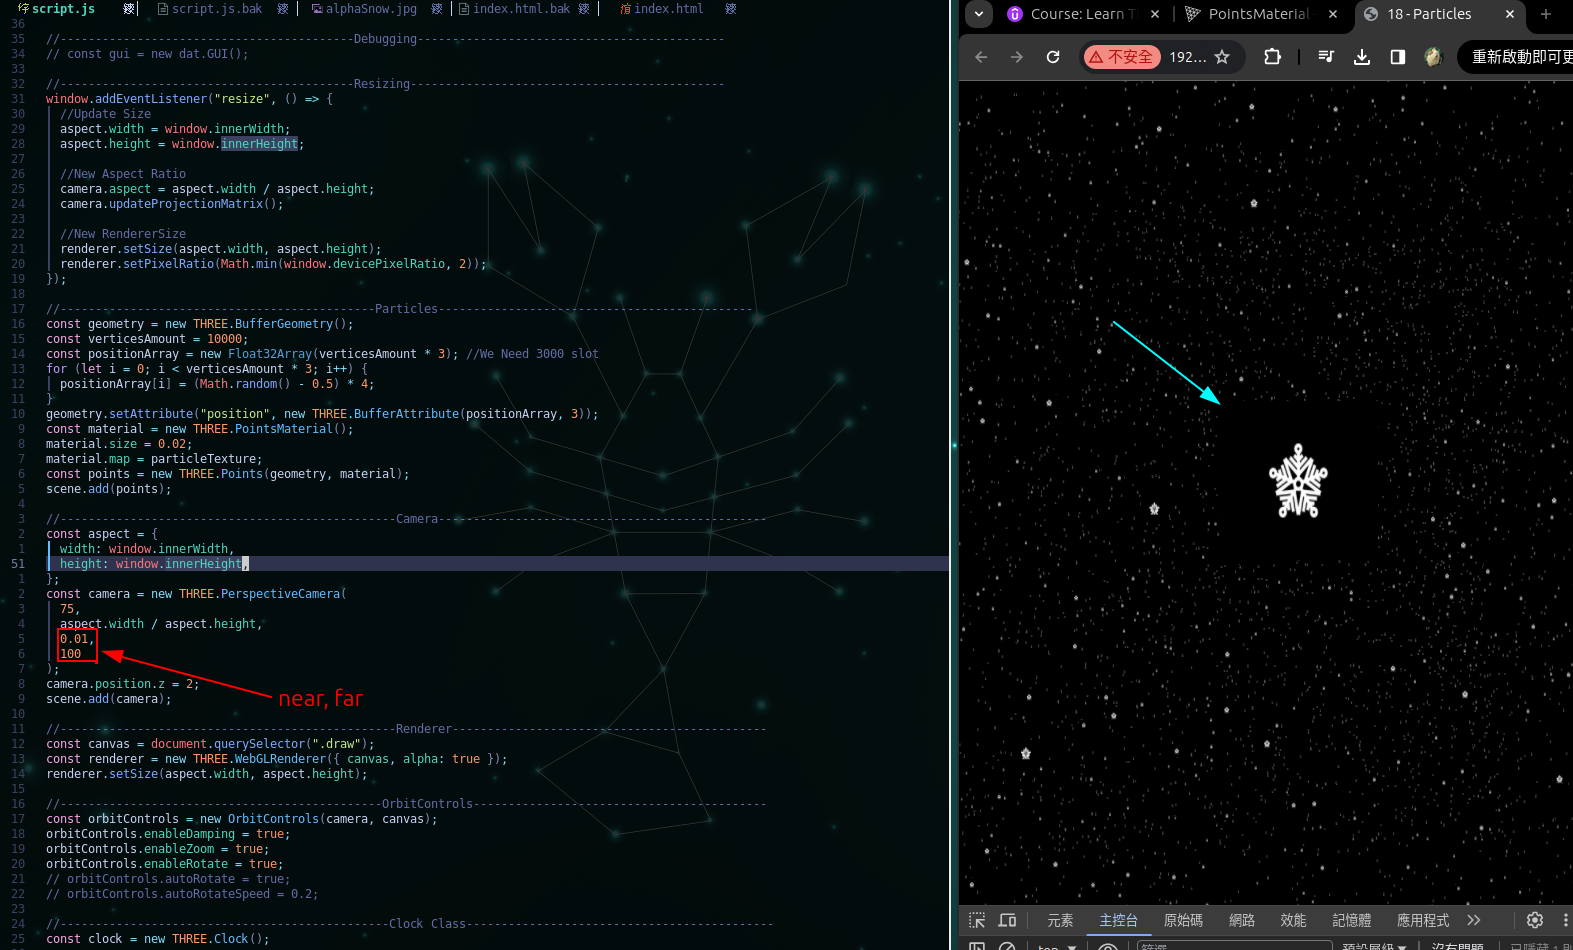 script.js
script.js.bak
alphaSnow.jpg
index.html.bak
index.html
36
35 //------------------------------------------Debugging--------------------------------------------
34 // const gui = new dat.GUI();
33
32 //------------------------------------------Resizing---------------------------------------------
31 window.addEventListener("resize", () => {
30 //Update Size
29 aspect.width = window.innerWidth;
28 aspect.height = window.innerHeight;
27
26 //New Aspect Ratio
25 camera.aspect = aspect.width / aspect.height;
24 camera.updateProjectionMatrix();
23
22 //New RendererSize
21 renderer.setSize(aspect.width, aspect.height);
20 renderer.setPixelRatio(Math.min(window.devicePixelRatio, 2));
19 });
18
17 //---------------------------------------------Particles---------------------------------------------
16 const geometry = new THREE.BufferGeometry();
15 const verticesAmount = 10000;
14 const positionArray = new Float32Array(verticesAmount * 3); //We Need 3000 slot
13 for (let i = 0; i < verticesAmount * 3; i++) {
12 positionArray[i] = (Math.random() - 0.5) * 4;
11 }
10 geometry.setAttribute("position", new THREE.BufferAttribute(positionArray, 3));
9 const material = new THREE.PointsMaterial();
8 material.size = 0.02;
7 material.map = particleTexture;
6 const points = new THREE.Points(geometry, material);
5 scene.add(points);
4
3 //------------------------------------------------Camera-----------------------------------------------
2 const aspect = {
1 width: window.innerWidth,
51 height: window.innerHeight,
1 };
2 const camera = new THREE.PerspectiveCamera(
3 75,
4 aspect.width / aspect.height,
5 0.01,
6 100
7 );
8 camera.position.z = 2;
9 scene.add(camera);
near, far
10
11 //------------------------------------------------Renderer---------------------------------------------
12 const canvas = document.querySelector(".draw");
13 const renderer = new THREE.WebGLRenderer({ canvas, alpha: true });
14 renderer.setSize(aspect.width, aspect.height);
15
16 //----------------------------------------------OrbitControls------------------------------------------
17 const orbitControls = new OrbitControls(camera, canvas);
18 orbitControls.enableDamping = true;
19 orbitControls.enableZoom = true;
20 orbitControls.enableRotate = true;
21 // orbitControls.autoRotate = true;
22 // orbitControls.autoRotateSpeed = 0.2;
23
24 //-----------------------------------------------Clock Class--------------------------------------------
25 const clock = new THREE.Clock();
Course: Learn T
PointsMaterial
18 - Particles
不安全 192...
重新啟動即可更
元素 主控台 原始碼 網路 效能 記憶體 應用程式
top 篩選 預設層級 沒有問題